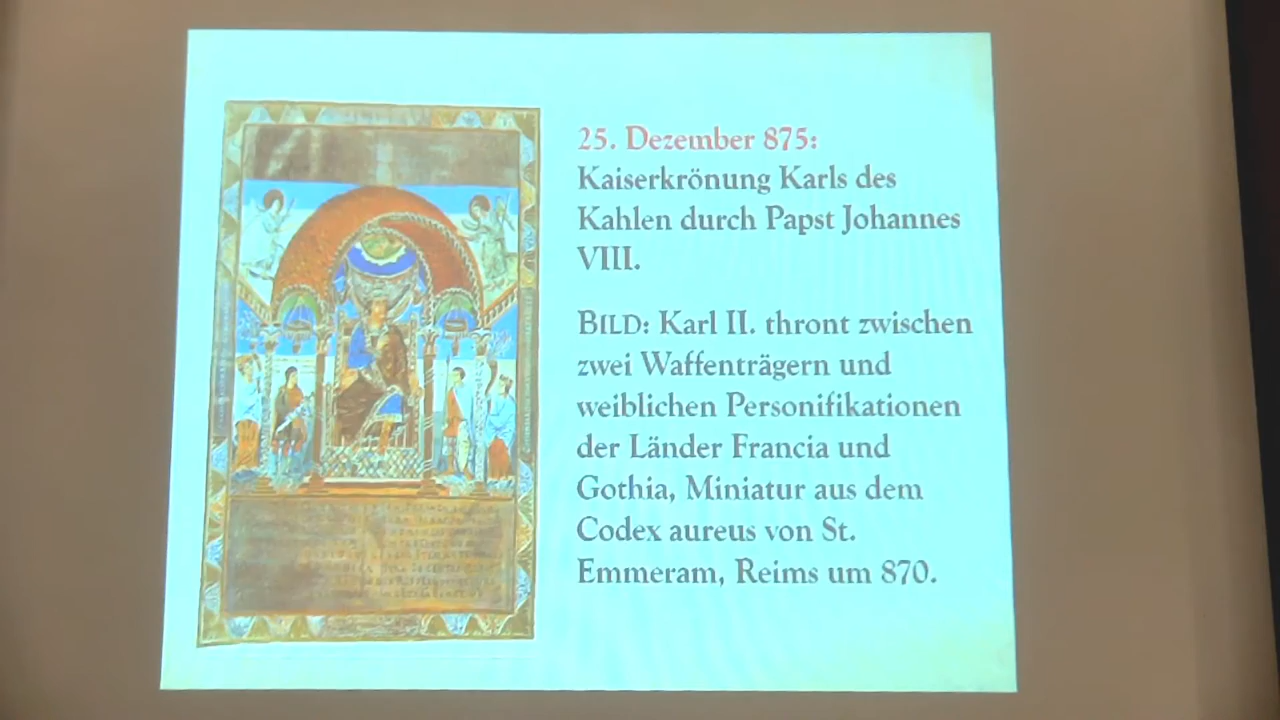 25. Dezember 875:
Kaiserkrönung Karls des
Kahlen durch Papst Johannes
VIII.
BILD: Karl II. thront zwischen
zwei Waffenträgern und
weiblichen Personifikationen
der Länder Francia und
Gothia, Miniatur aus dem
Codex aureus von St.
Emmeram, Reims um 870.